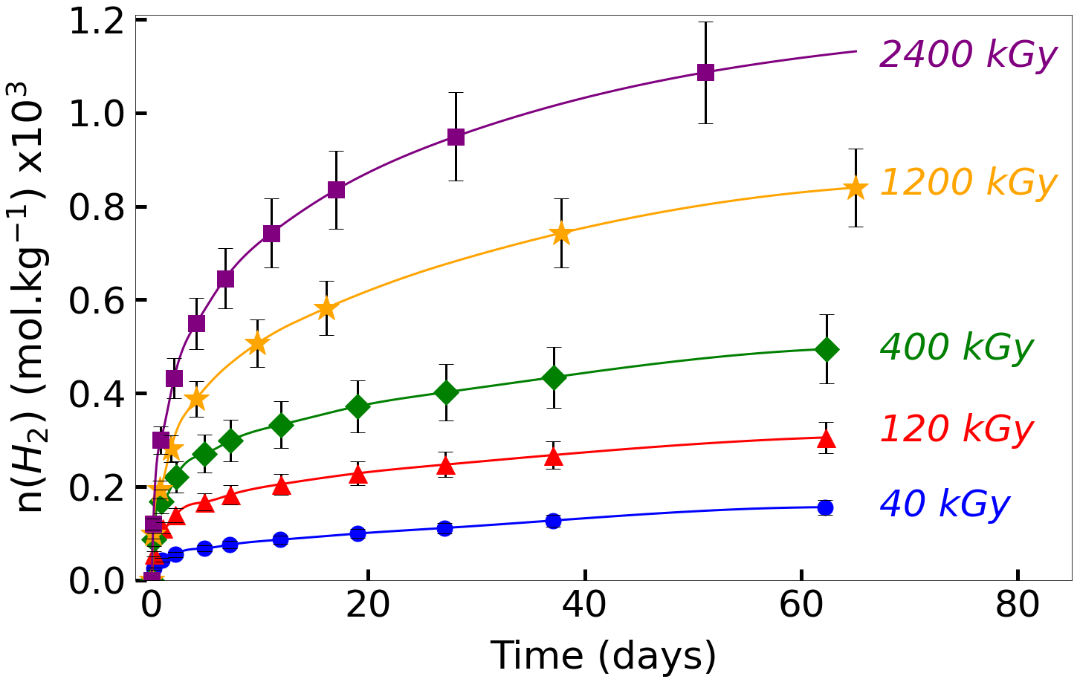 1.2
1.0
0.8
0.6
0.4
0.2
0.0
n(H₂) (mol.kg⁻¹) x10³
2400 kGy
1200 kGy
400 kGy
120 kGy
40 kGy
0 20 40 60 80
Time (days)